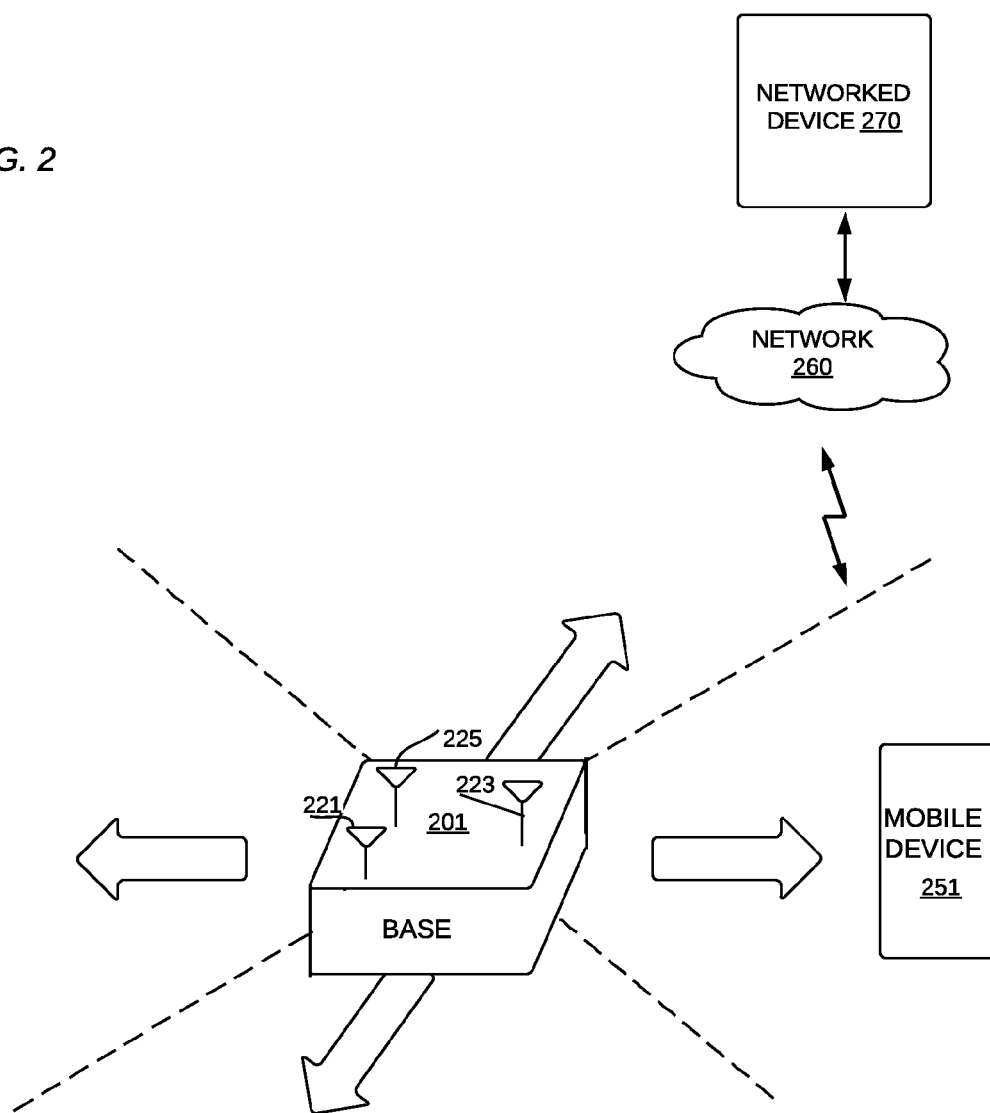 NETWORKED
DEVICE 270
G. 2
NETWORK
260
225
223
221
201
MOBILE
DEVICE
251
BASE